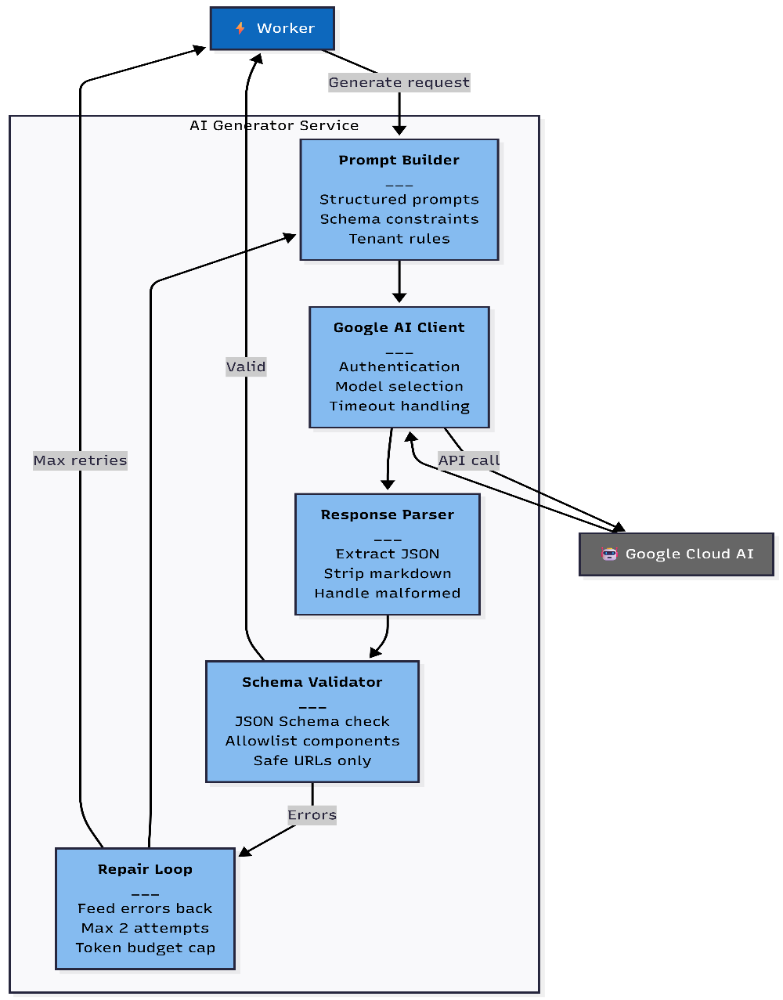 Worker
Generate request
AI Generator Service
Prompt Builder
___
Structured prompts
Schema constraints
Tenant rules
Google AI Client
___
Authentication
Model selection
Timeout handling
Valid
Max retries
API call
Response Parser
___
Extract JSON
Strip markdown
Handle malformed
Google Cloud AI
Schema Validator
___
JSON Schema check
Allowlist components
Safe URLs only
Errors
Repair Loop
___
Feed errors back
Max 2 attempts
Token budget cap